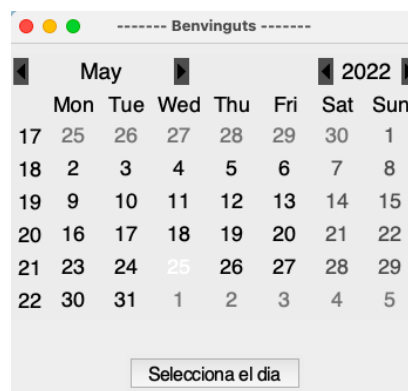 ------- Benvinguts -------
May 2022
Mon Tue Wed Thu Fri Sat Sun
17 25 26 27 28 29 30 1
18 2 3 4 5 6 7 8
19 9 10 11 12 13 14 15
20 16 17 18 19 20 21 22
21 23 24 25 26 27 28 29
22 30 31 1 2 3 4 5
Selecciona el dia